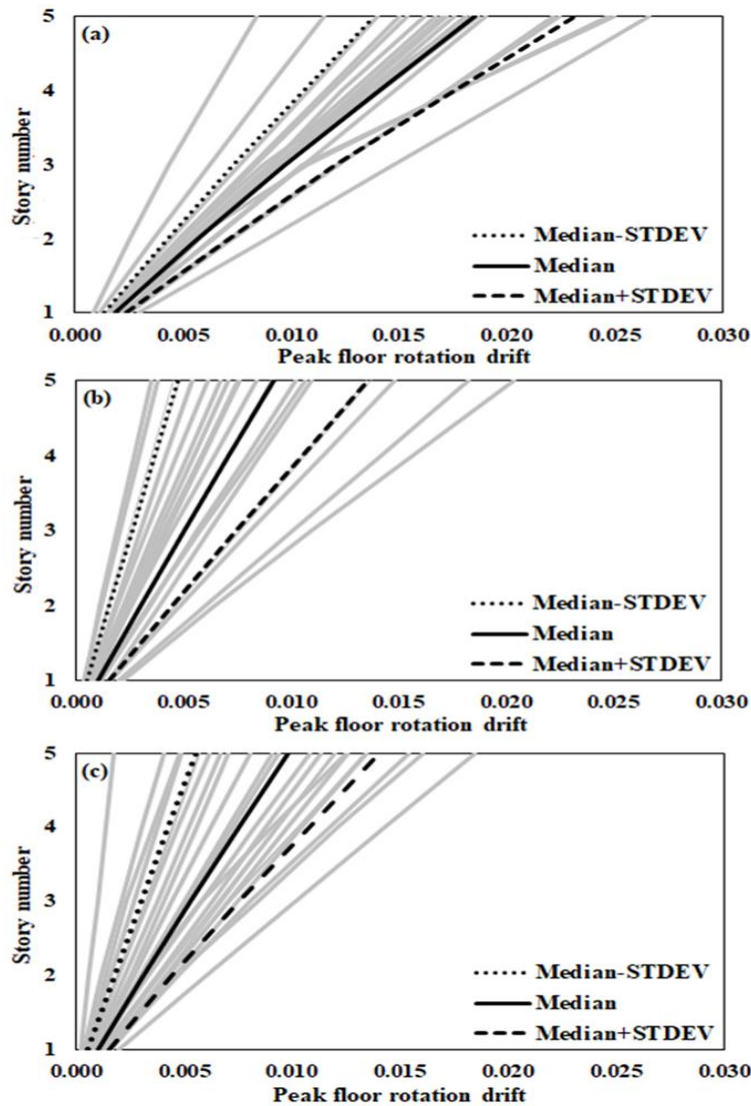 (a)
Story number
5
4
3
2
1
Median-STDEV
Median
Median+STDEV
0.000 0.005 0.010 0.015 0.020 0.025 0.030
Peak floor rotation drift
(b)
Story number
5
4
3
2
1
Median-STDEV
Median
Median+STDEV
0.000 0.005 0.010 0.015 0.020 0.025 0.030
Peak floor rotation drift
(c)
Story number
5
4
3
2
1
Median-STDEV
Median
Median+STDEV
0.000 0.005 0.010 0.015 0.020 0.025 0.030
Peak floor rotation drift